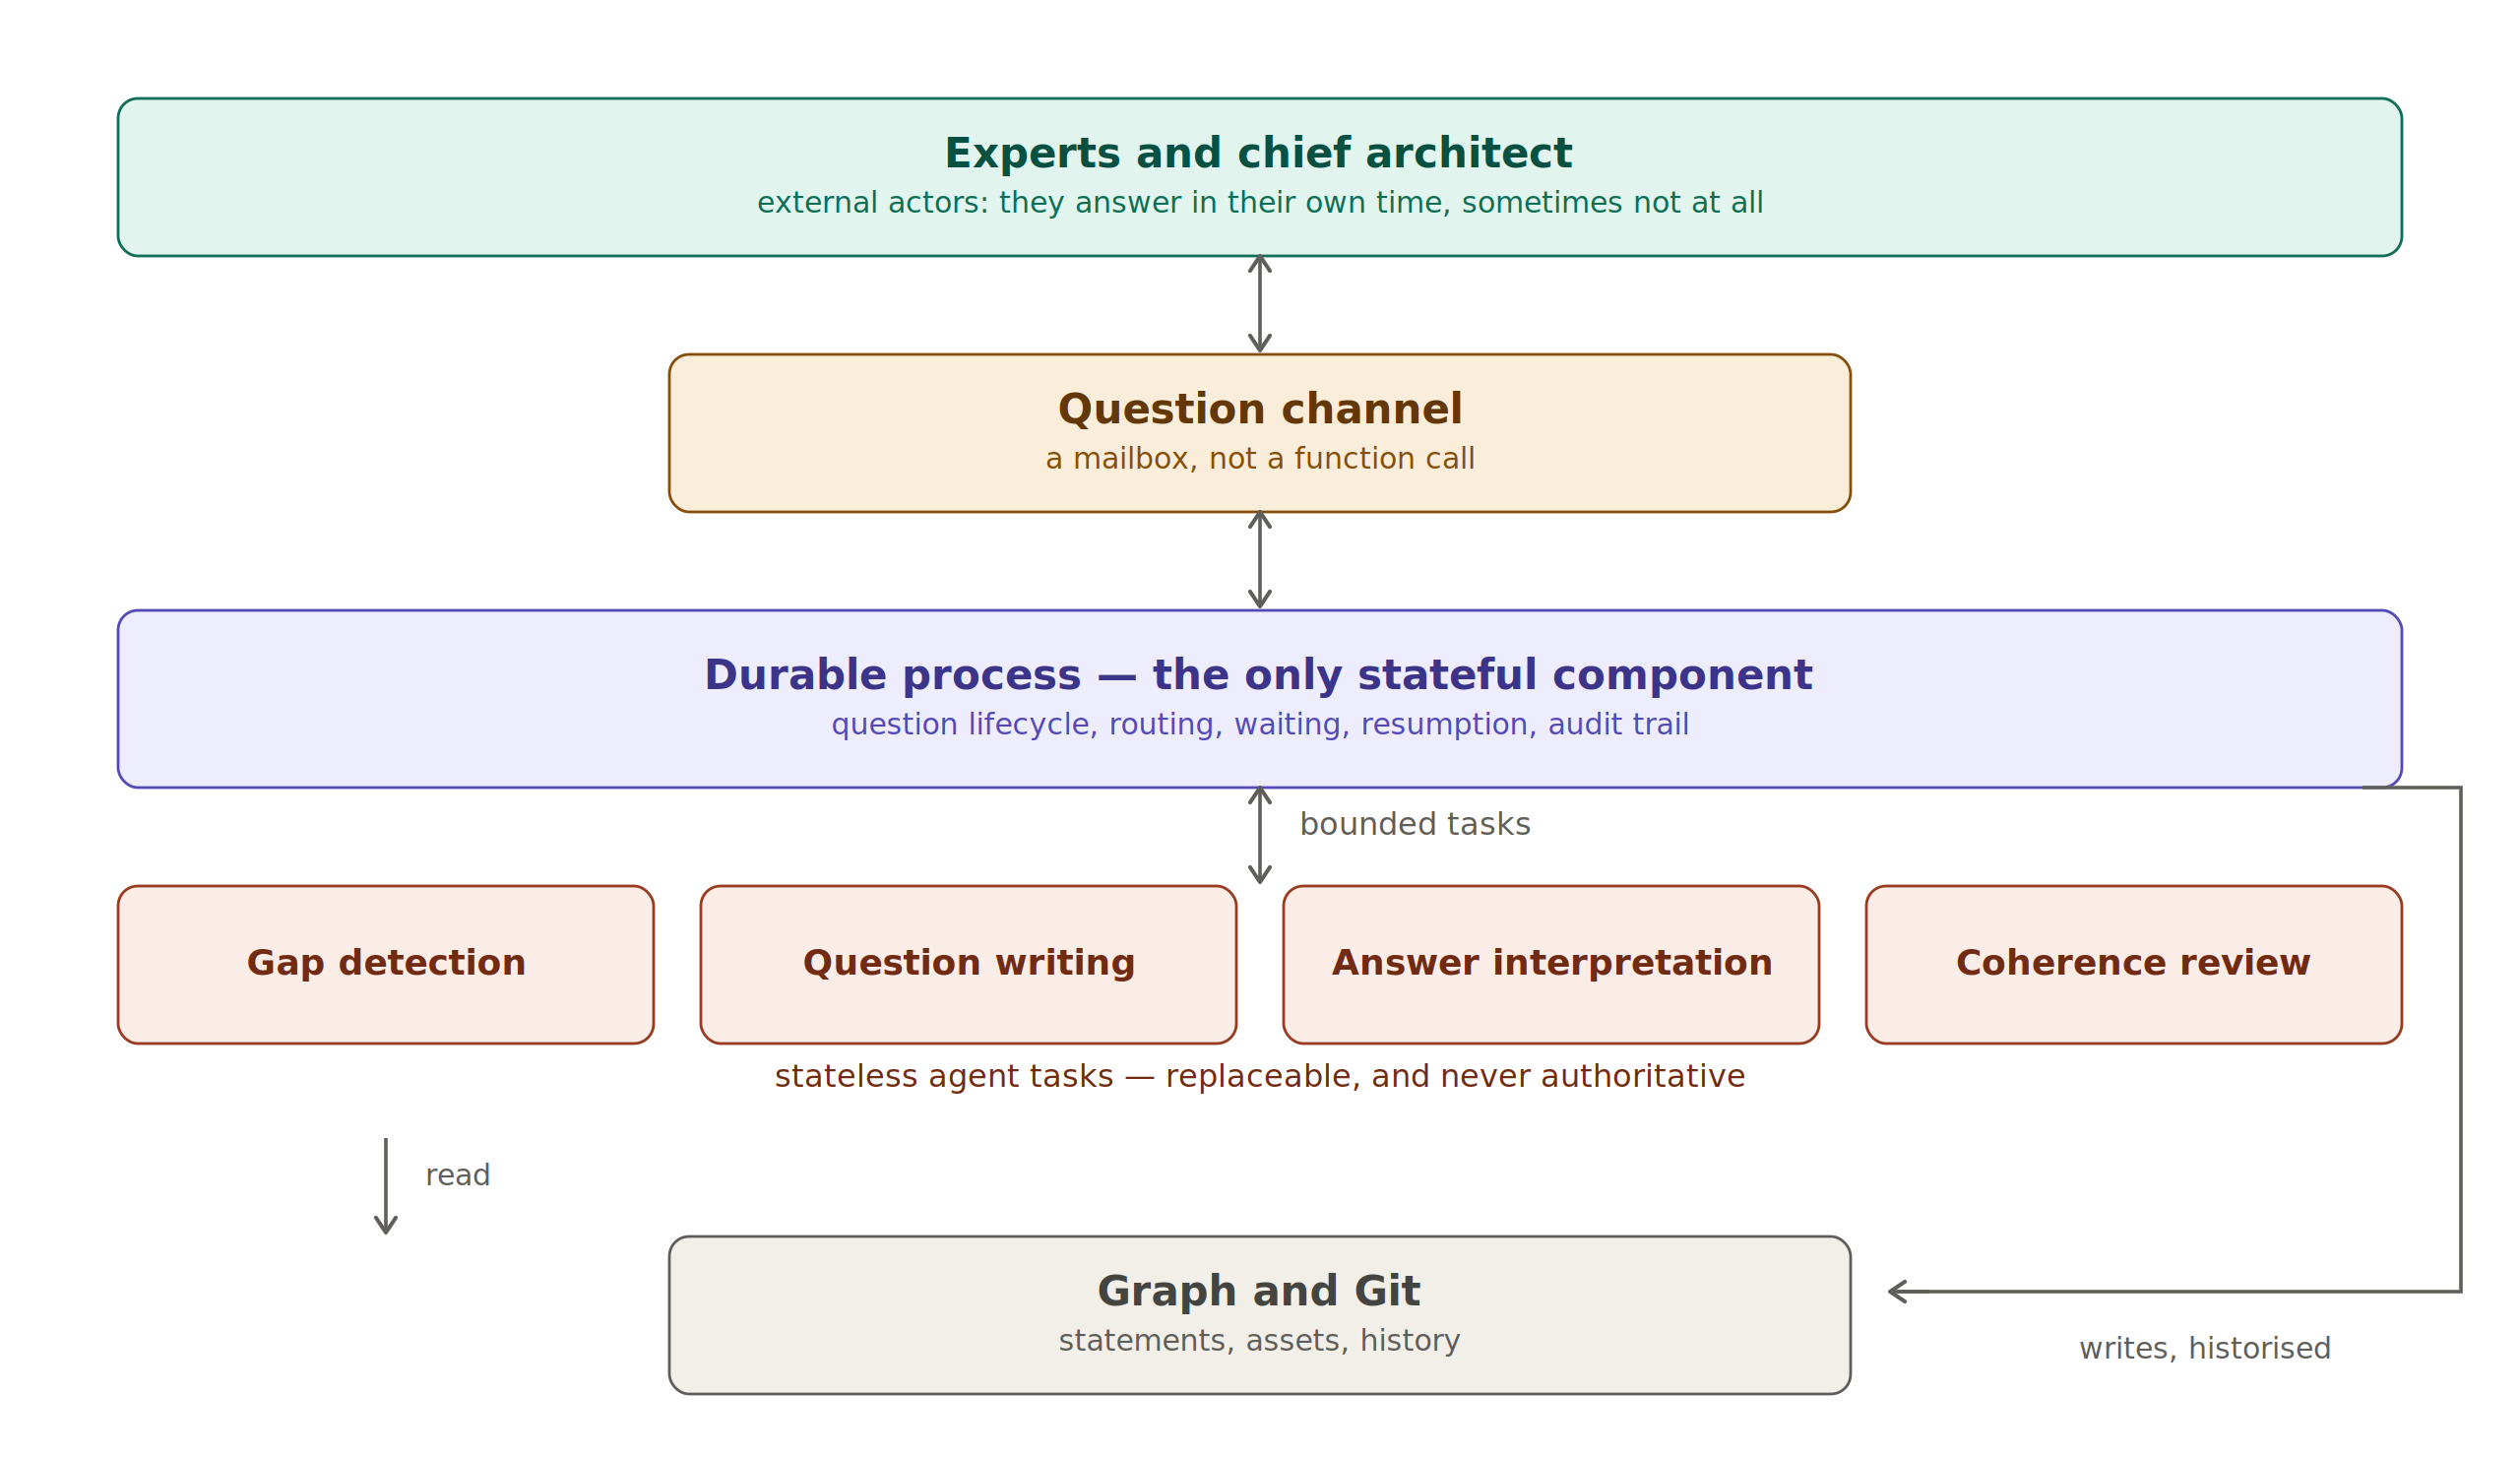 Experts and chief architect
external actors: they answer in their own time, sometimes not at all
Question channel
a mailbox, not a function call
Durable process — the only stateful component
question lifecycle, routing, waiting, resumption, audit trail
bounded tasks
Gap detection
Question writing
Answer interpretation
Coherence review
stateless agent tasks — replaceable, and never authoritative
read
Graph and Git
statements, assets, history
writes, historised